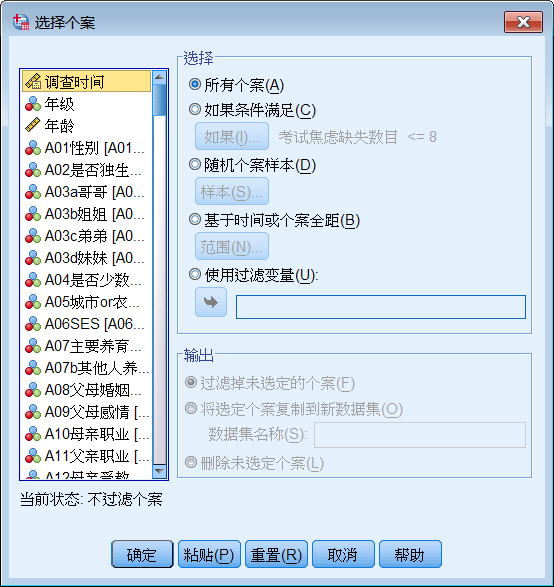 选择个案
调查时间
年级
年龄
A01性别 [A01...
A02是否独生...
A03a哥哥 [A0...
A03b姐姐 [A0...
A03c弟弟 [A0...
A03d妹妹 [A0...
A04是否少数...
A05城市or农...
A06SES [A06...
A07主要养育...
A07b其他人养...
A08父母婚姻...
A09父母感情 [...
A10母亲职业 [...
A11父亲职业 [...
A12母亲受教...
当前状态: 不过滤个案
选择
所有个案(A)
如果条件满足(C)
如果(I)... 考试焦虑缺失数目 <= 8
随机个案样本(D)
样本(S)...
基于时间或个案全距(B)
范围(N)...
使用过滤变量(U):
输出
过滤掉未选定的个案(F)
将选定个案复制到新数据集(O)
数据集名称(S):
删除未选定个案(L)
确定 粘贴(P) 重置(R) 取消 帮助